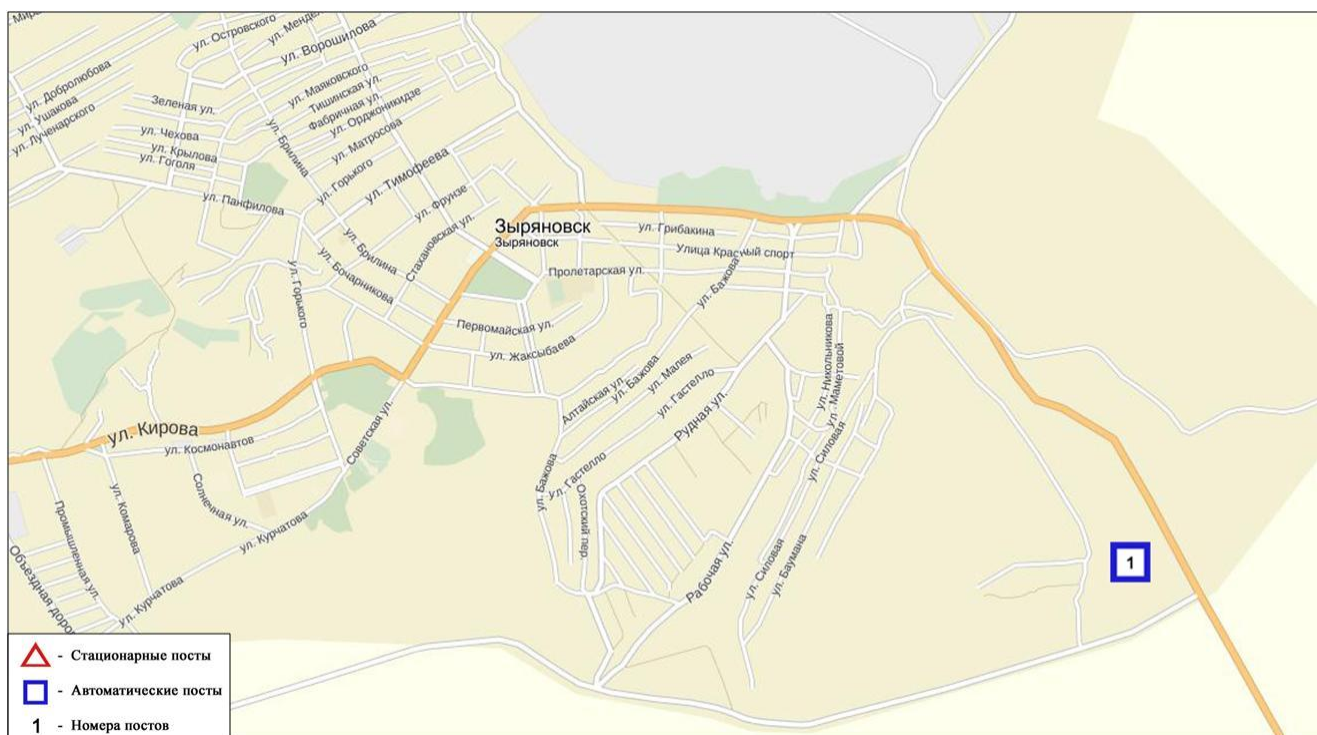 ул. Островского
ул. Ворошилова
ул. Добролюбова
ул. Ушакова
ул. Лученарского
Зеленая ул.
ул. Маяковского
Тишинская ул.
Фабричная ул.
ул. Орджоникидзе
ул. Матросова
ул. Чехова
ул. Крылова
ул. Гоголя
ул. Брилина
ул. Горького
ул. Тимофеева
ул. Панфилова
ул. Фрунзе
Стахановская ул.
Зыряновск
Зыряновск
ул. Грибакина
Улица Красный спорт
Пролетарская ул.
ул. Бажова
ул. Брилина
ул. Бочарникова
ул. Горького
Первомайская ул.
ул. Жаксыбаева
Алтайская ул.
ул. Бажова
ул. Малея
ул. Гастелло
Рудная ул.
ул. Никольникова
ул. Маметовой
ул. Силовая
ул. Кирова
ул. Космонавтов
Советская ул.
Солнечная ул.
ул. Комарова
Промышленная ул.
ул. Курчатова
ул. Курчатова
ул. Бажова
Ул. Гастелло
Охотский пер.
Рабочая ул.
ул. Силовая
ул. Баумана
1
- Стационарные посты
- Автоматические посты
1 - Номера постов